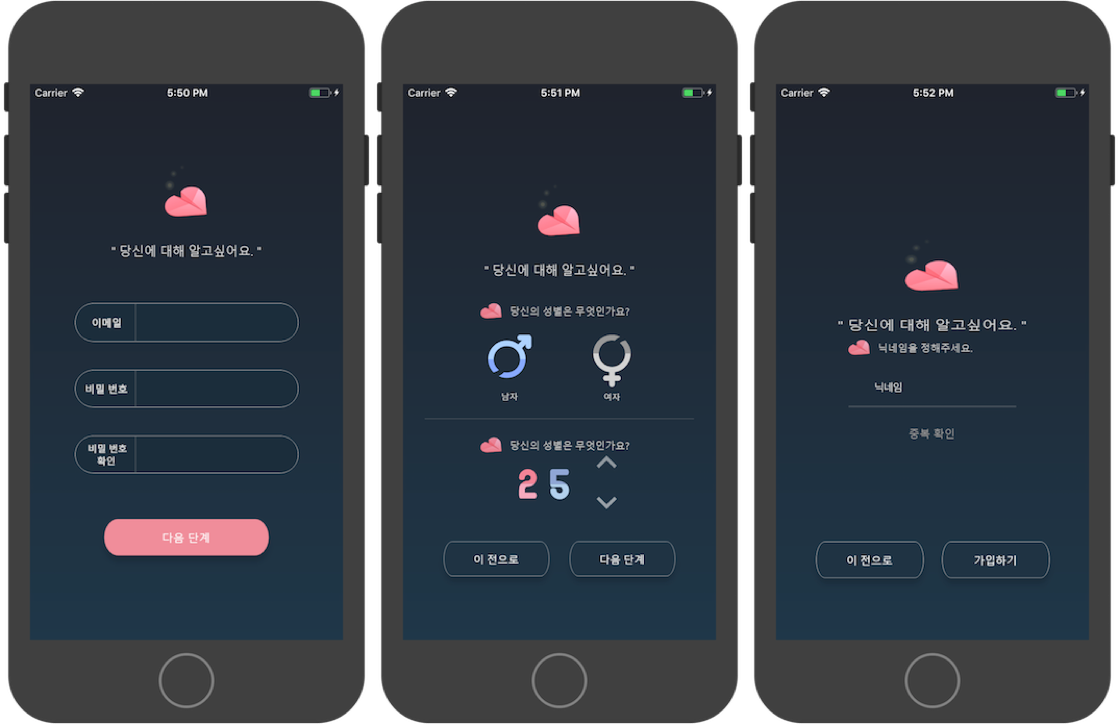 Carrier 5:50 PM
" 당신에 대해 알고싶어요. "
이메일
비밀 번호
비밀 번호
확인
다음 단계
Carrier 5:51 PM
" 당신에 대해 알고싶어요. "
당신의 성별은 무엇인가요?
남자 여자
당신의 성별은 무엇인가요?
25
이 전으로 다음 단계
Carrier 5:52 PM
" 당신에 대해 알고싶어요. "
닉네임을 정해주세요.
닉네임
중복 확인
이 전으로 가입하기